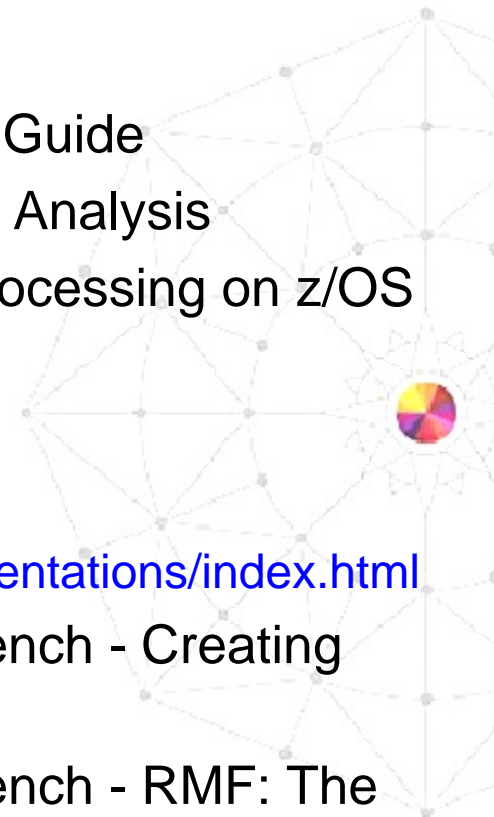 Guide
Analysis
ocessing on z/OS
entations/index.html
ench - Creating
ench - RMF: The